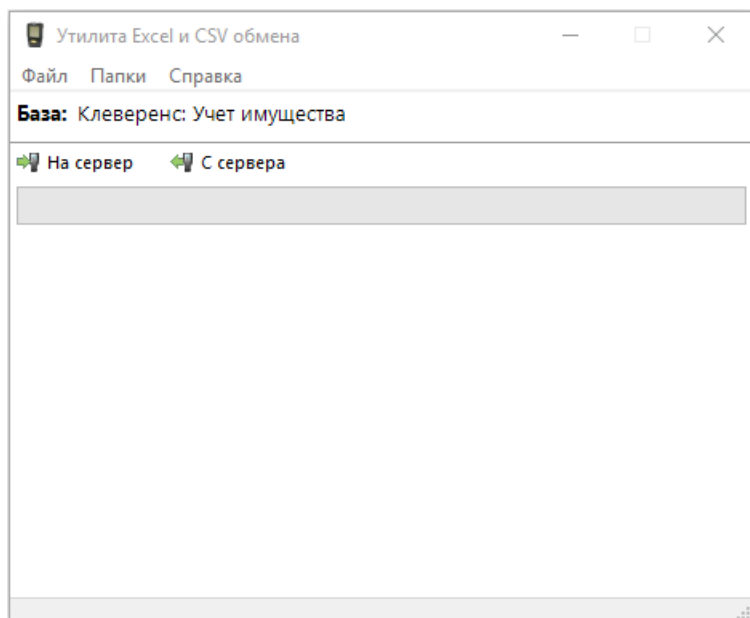 Утилита Excel и CSV обмена
Файл Папки Справка
База: Клеверенс: Учет имущества
На сервер С сервера